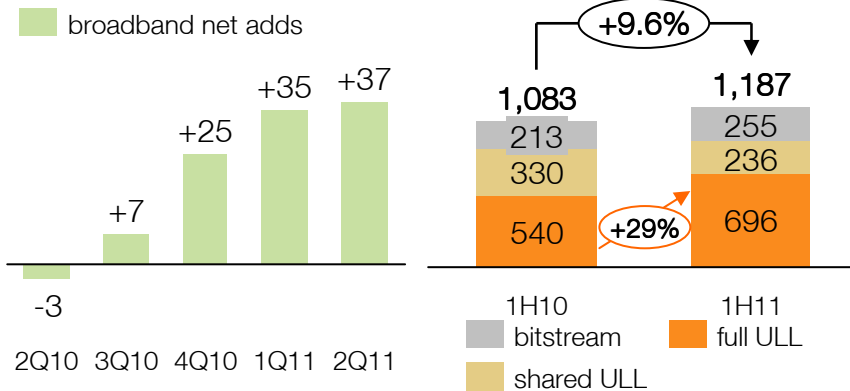 broadband net adds
+37
+35
+25
+7
-3
2Q10 3Q10 4Q10 1Q11 2Q11
+9.6%
1,083
1,187
213
255
330
236
540
+29%
696
1H10
1H11
bitstream
full ULL
shared ULL